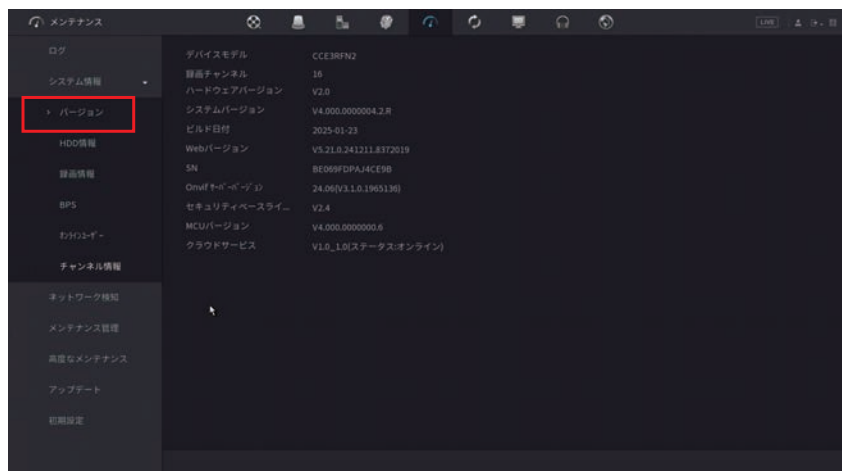 メンテナンス
LIVE
ログ
システム情報
バージョン
HDD情報
録画情報
BPS
ｵﾝﾗｲﾝﾕｰｻﾞｰ
チャンネル情報
ネットワーク検知
メンテナンス管理
高度なメンテナンス
アップデート
初期設定
デバイスモデル CCE3RFN2
録画チャンネル 16
ハードウェアバージョン V2.0
システムバージョン V4.000.0000004.2.R
ビルド日付 2025-01-23
Webバージョン V5.21.0.241211.8372019
SN BE069FDPAJ4CE9B
Onvif ｻｰﾊﾞｰﾊﾞｰｼﾞｮﾝ 24.06(V3.1.0.1965136)
セキュリティベースライ... V2.4
MCUバージョン V4.000.0000000.6
クラウドサービス V1.0_1.0(ステータス:オンライン)